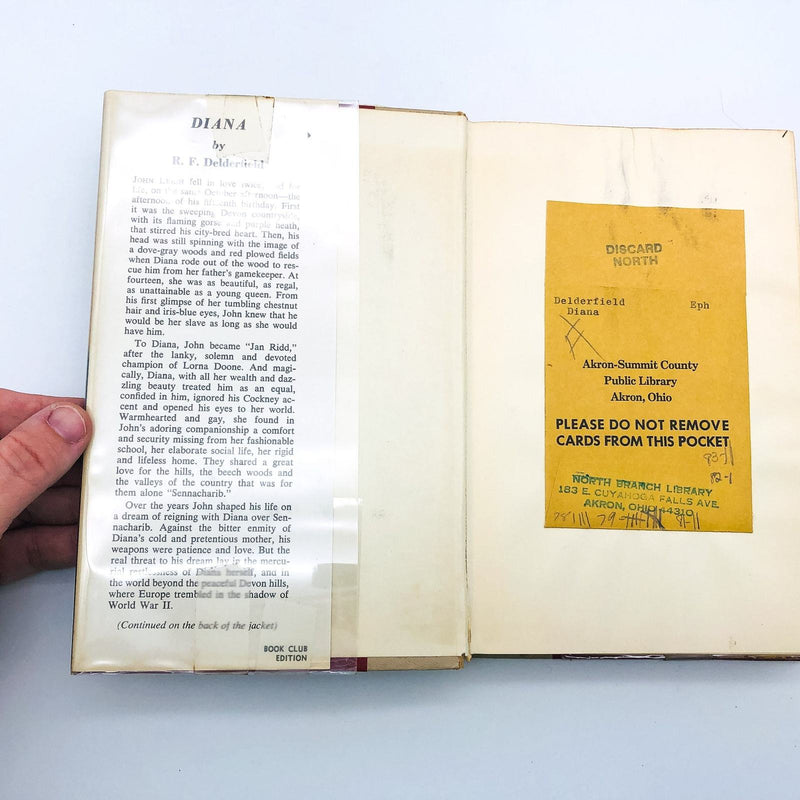 DIANA
by
R. F. Delderfield
JOHN fell in love twice, of his
life, on the same October afternoon—the
afternoon of his fifteenth birthday. First
it was the sweeping Devon countryside,
with its flaming gorse and purple heath,
that stirred his city-bred heart. Then, his
head was still spinning with the image of
a dove-gray woods and red plowed fields
when Diana rode out of the wood to res-
cue him from her father's gamekeeper. At
fourteen, she was as beautiful, as regal,
as unattainable as a young queen. From
his first glimpse of her tumbling chestnut
hair and iris-blue eyes, John knew that he
would be her slave as long as she would
have him.
To Diana, John became "Jan Ridd,"
after the lanky, solemn and devoted
champion of Lorna Doone. And magi-
cally, Diana, with all her wealth and daz-
zling beauty treated him as an equal,
confided in him, ignored his Cockney ac-
cent and opened his eyes to her world.
Warmhearted and gay, she found in
John's adoring companionship a comfort
and security missing from her fashionable
school, her elaborate social life, her rigid
and lifeless home. They shared a great
love for the hills, the beech woods and
the valleys of the country that was for
them alone "Sennacharib."
Over the years John shaped his life on
a dream of reigning with Diana over Sen-
nacharib. Against the bitter enmity of
Diana's cold and pretentious mother, his
weapons were patience and love. But the
real threat to his dream lay in the mercu-
rial restlessness of Diana herself, and in
the world beyond the peaceful Devon hills,
where Europe trembled in the shadow of
World War II.
(Continued on the back of the jacket)
BOOK CLUB
EDITION
DISCARD
NORTH
Delderfield Eph
Diana
Akron-Summit County
Public Library
Akron, Ohio
PLEASE DO NOT REMOVE
CARDS FROM THIS POCKET
83-1
82-1
NORTH BRANCH LIBRARY
183 E. CUYAHOGA FALLS AVE.
AKRON, OHIO 44310
78 79